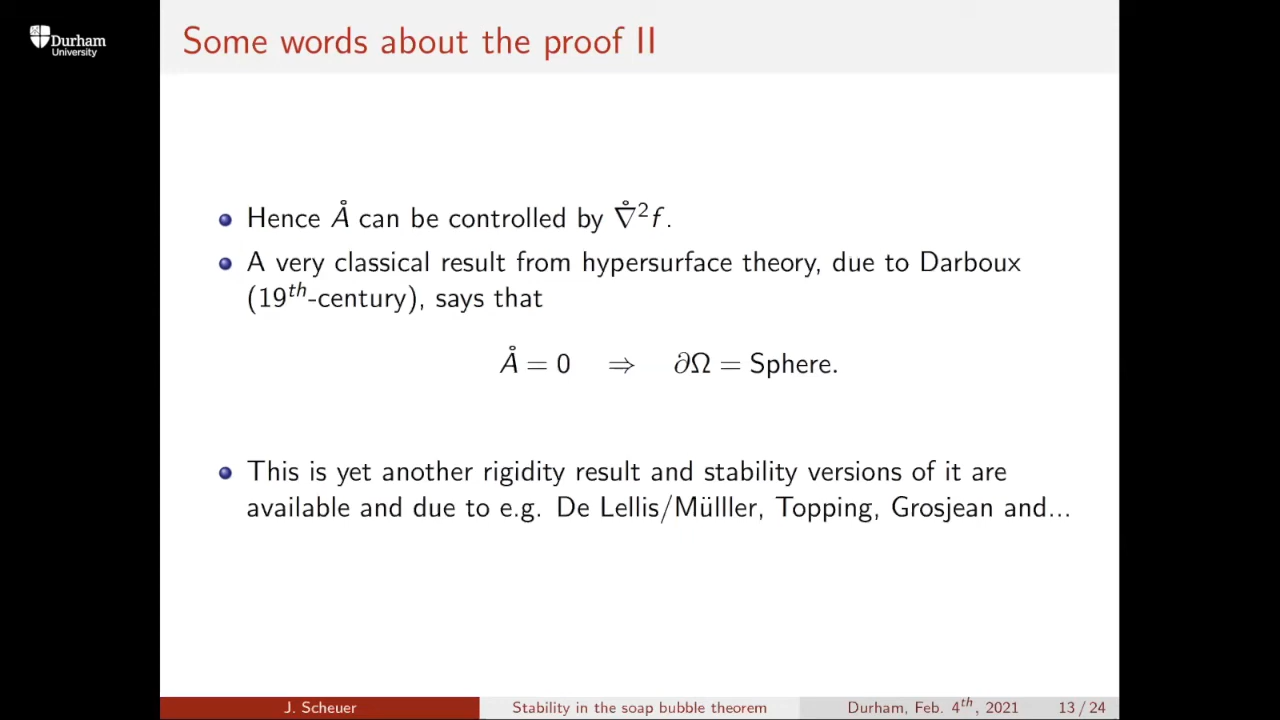 Durham
University
Some words about the proof II
Hence Å can be controlled by ∇̊²f.
A very classical result from hypersurface theory, due to Darboux
(19ᵗʰ-century), says that
Å = 0 ⇒ ∂Ω = Sphere.
This is yet another rigidity result and stability versions of it are
available and due to e.g. De Lellis/Mülller, Topping, Grosjean and...
J. Scheuer
Stability in the soap bubble theorem
Durham, Feb. 4ᵗʰ, 2021
13 / 24